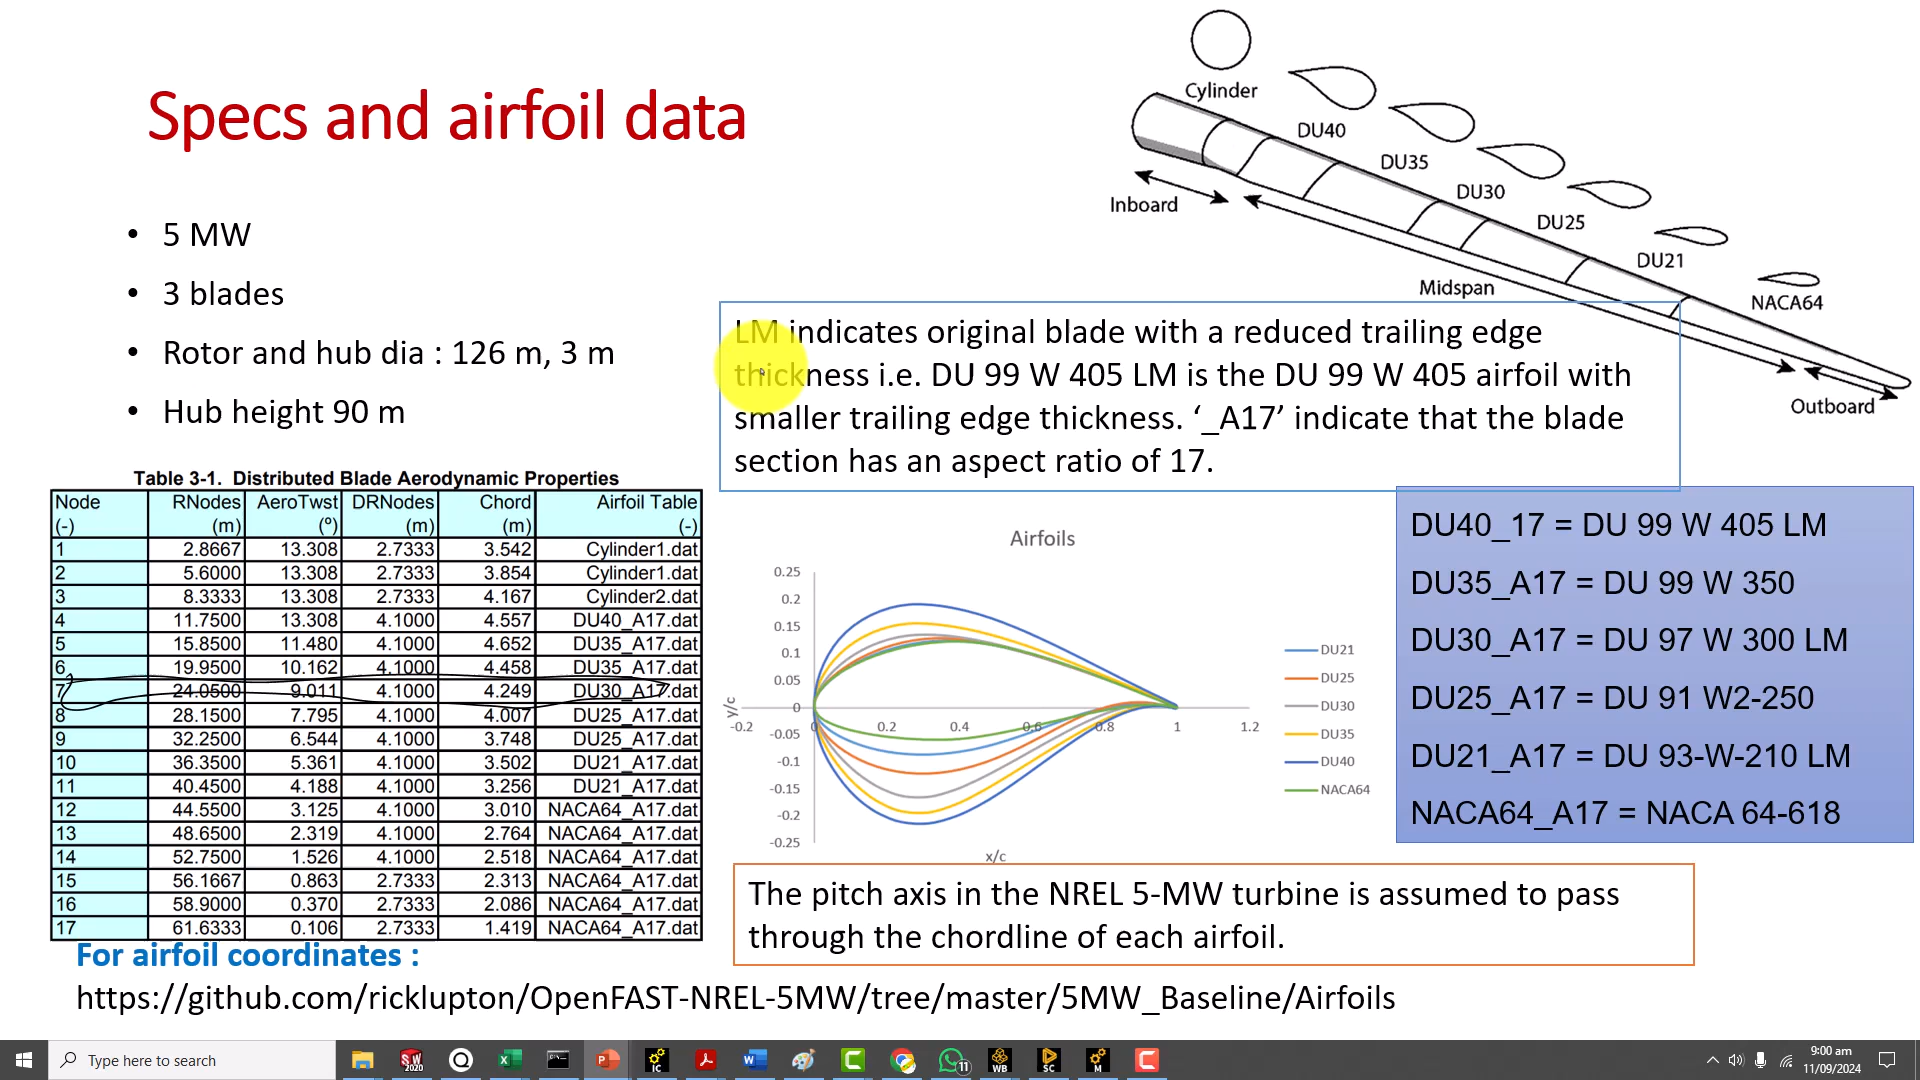 Specs and airfoil data
• 5 MW
• 3 blades
• Rotor and hub dia : 126 m, 3 m
• Hub height 90 m
Cylinder
DU40
DU35
DU30
DU25
DU21
NACA64
Inboard
Midspan
Outboard
LM indicates original blade with a reduced trailing edge
thickness i.e. DU 99 W 405 LM is the DU 99 W 405 airfoil with
smaller trailing edge thickness. ‘_A17’ indicate that the blade
section has an aspect ratio of 17.
Table 3-1. Distributed Blade Aerodynamic Properties
Node RNodes AeroTwst DRNodes Chord Airfoil Table
(-) (m) (º) (m) (m) (-)
1 2.8667 13.308 2.7333 3.542 Cylinder1.dat
2 5.6000 13.308 2.7333 3.854 Cylinder1.dat
3 8.3333 13.308 2.7333 4.167 Cylinder2.dat
4 11.7500 13.308 4.1000 4.557 DU40_A17.dat
5 15.8500 11.480 4.1000 4.652 DU35_A17.dat
6 19.9500 10.162 4.1000 4.458 DU35_A17.dat
7 24.0500 9.011 4.1000 4.249 DU30_A17.dat
8 28.1500 7.795 4.1000 4.007 DU25_A17.dat
9 32.2500 6.544 4.1000 3.748 DU25_A17.dat
10 36.3500 5.361 4.1000 3.502 DU21_A17.dat
11 40.4500 4.188 4.1000 3.256 DU21_A17.dat
12 44.5500 3.125 4.1000 3.010 NACA64_A17.dat
13 48.6500 2.319 4.1000 2.764 NACA64_A17.dat
14 52.7500 1.526 4.1000 2.518 NACA64_A17.dat
15 56.1667 0.863 2.7333 2.313 NACA64_A17.dat
16 58.9000 0.370 2.7333 2.086 NACA64_A17.dat
17 61.6333 0.106 2.7333 1.419 NACA64_A17.dat
Airfoils
0.25
0.2
0.15
0.1
0.05
0
-0.05
-0.1
-0.15
-0.2
-0.25
y/c
-0.2 0 0.2 0.4 0.6 0.8 1 1.2
x/c
DU21
DU25
DU30
DU35
DU40
NACA64
DU40_17 = DU 99 W 405 LM
DU35_A17 = DU 99 W 350
DU30_A17 = DU 97 W 300 LM
DU25_A17 = DU 91 W2-250
DU21_A17 = DU 93-W-210 LM
NACA64_A17 = NACA 64-618
The pitch axis in the NREL 5-MW turbine is assumed to pass
through the chordline of each airfoil.
For airfoil coordinates :
https://github.com/ricklupton/OpenFAST-NREL-5MW/tree/master/5MW_Baseline/Airfoils
Type here to search
SW
2020
IC
11
WB
SC
M
9:00 am
11/09/2024